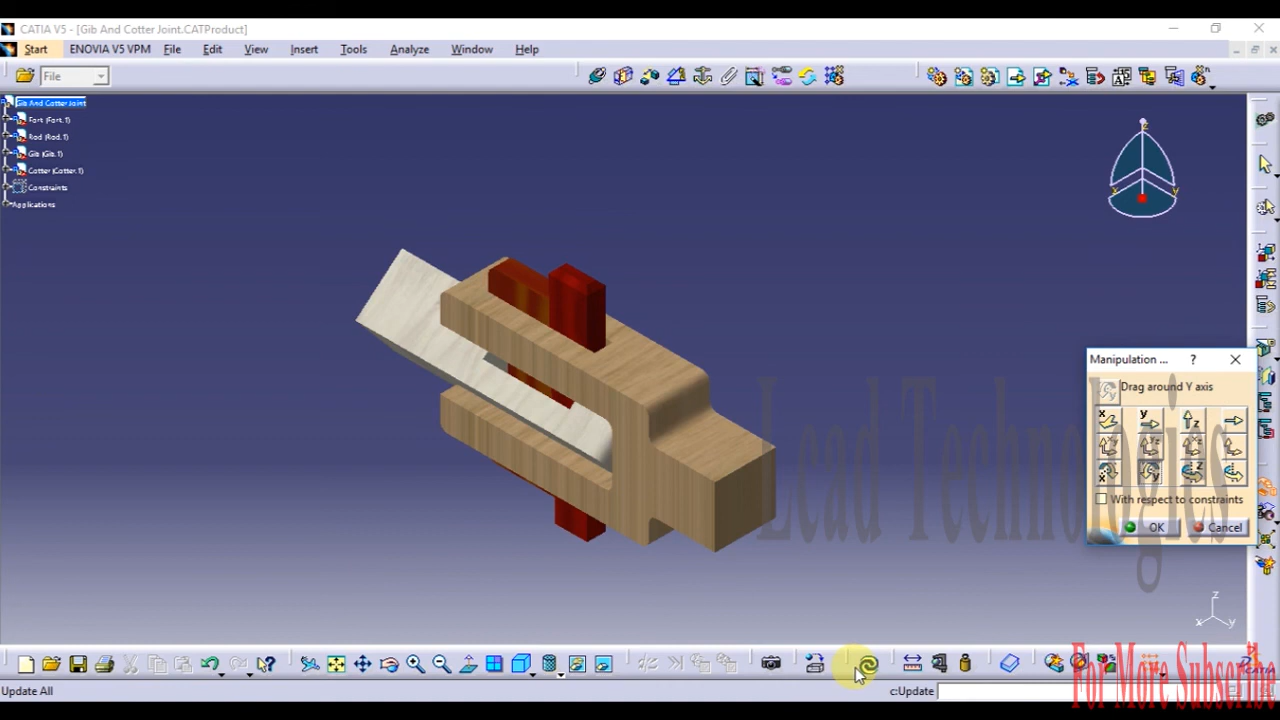 CATIA V5 - [Gib And Cotter Joint.CATProduct]
Start ENOVIA V5 VPM File Edit View Insert Tools Analyze Window Help
File
Gib And Cotter Joint
Fort (Fort.1)
Rod (Rod.1)
Gib (Gib.1)
Cotter (Cotter.1)
Constraints
Applications
z
x y
Manipulation ... ?
Drag around Y axis
With respect to constraints
OK Cancel
Lead Technologies
z
x y
For More Subscribe
Update All
c:Update